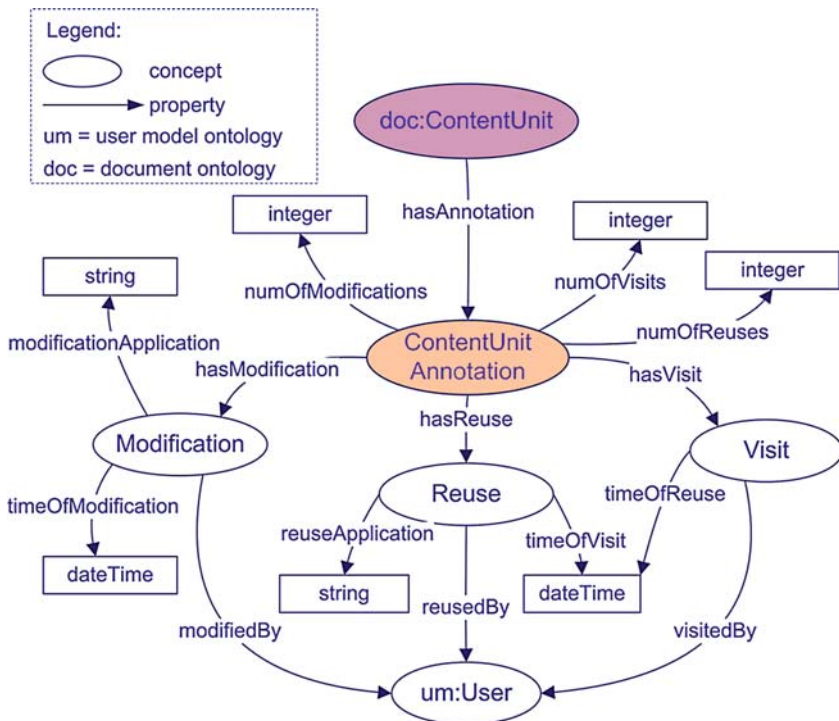 Legend:
concept
property
um = user model ontology
doc = document ontology
doc:ContentUnit
hasAnnotation
integer
integer
integer
string
numOfModifications
numOfVisits
numOfReuses
modificationApplication
ContentUnit
Annotation
hasModification
hasVisit
hasReuse
Modification
Visit
Reuse
timeOfModification
timeOfReuse
reuseApplication
timeOfVisit
dateTime
string
dateTime
reusedBy
modifiedBy
visitedBy
um:User